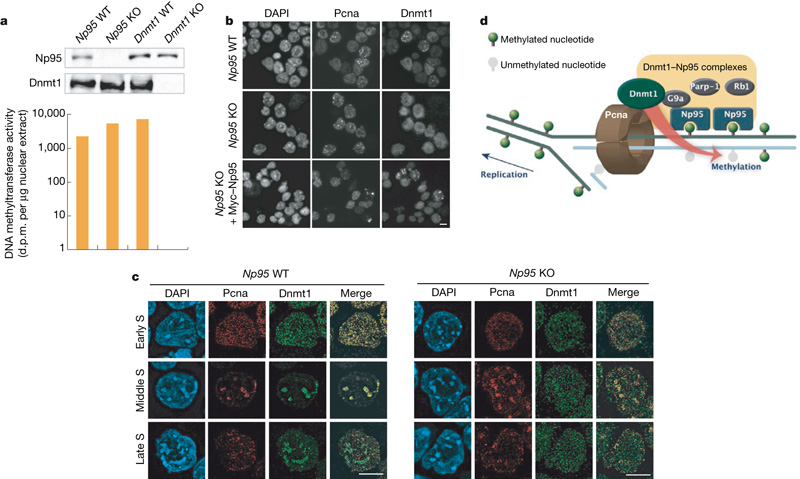 a
Np95 WT
Np95 KO
Dnmt1 WT
Dnmt1 KO
Np95
Dnmt1
DNA methyltransferase activity
(d.p.m. per μg nuclear extract)
10,000
1,000
100
10
1
b
DAPI Pcna Dnmt1
Np95 WT
Np95 KO
Np95 KO
+ Myc–Np95
d
Methylated nucleotide
Unmethylated nucleotide
Dnmt1–Np95 complexes
Dnmt1
G9a
Parp-1
Rb1
Pcna
Np95 Np95
Replication
Methylation
c
Np95 WT
DAPI Pcna Dnmt1 Merge
Early S
Middle S
Late S
Np95 KO
DAPI Pcna Dnmt1 Merge